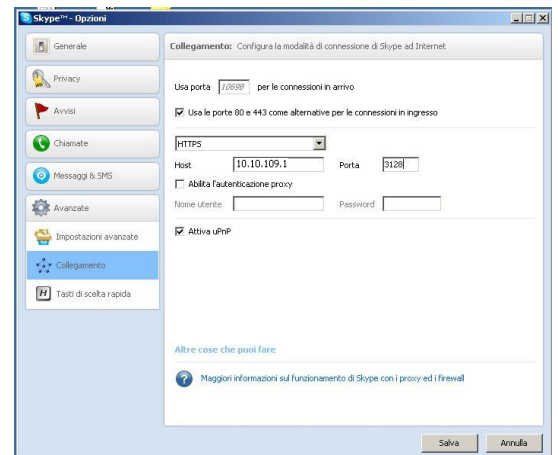 Skype™ - Opzioni
Generale
Privacy
Avvisi
Chiamate
Messaggi & SMS
Avanzate
Impostazioni avanzate
Collegamento
H Tasti di scelta rapida
Collegamento: Configura la modalità di connessione di Skype ad Internet
Usa porta 10698 per le connessioni in arrivo
Usa le porte 80 e 443 come alternative per le connessioni in ingresso
HTTPS
Host 10.10.109.1 Porta 3128
Abilita l'autenticazione proxy
Nome utente Password
Attiva uPnP
Altre cose che puoi fare
? Maggiori informazioni sul funzionamento di Skype con i proxy ed i firewall
Salva Annulla